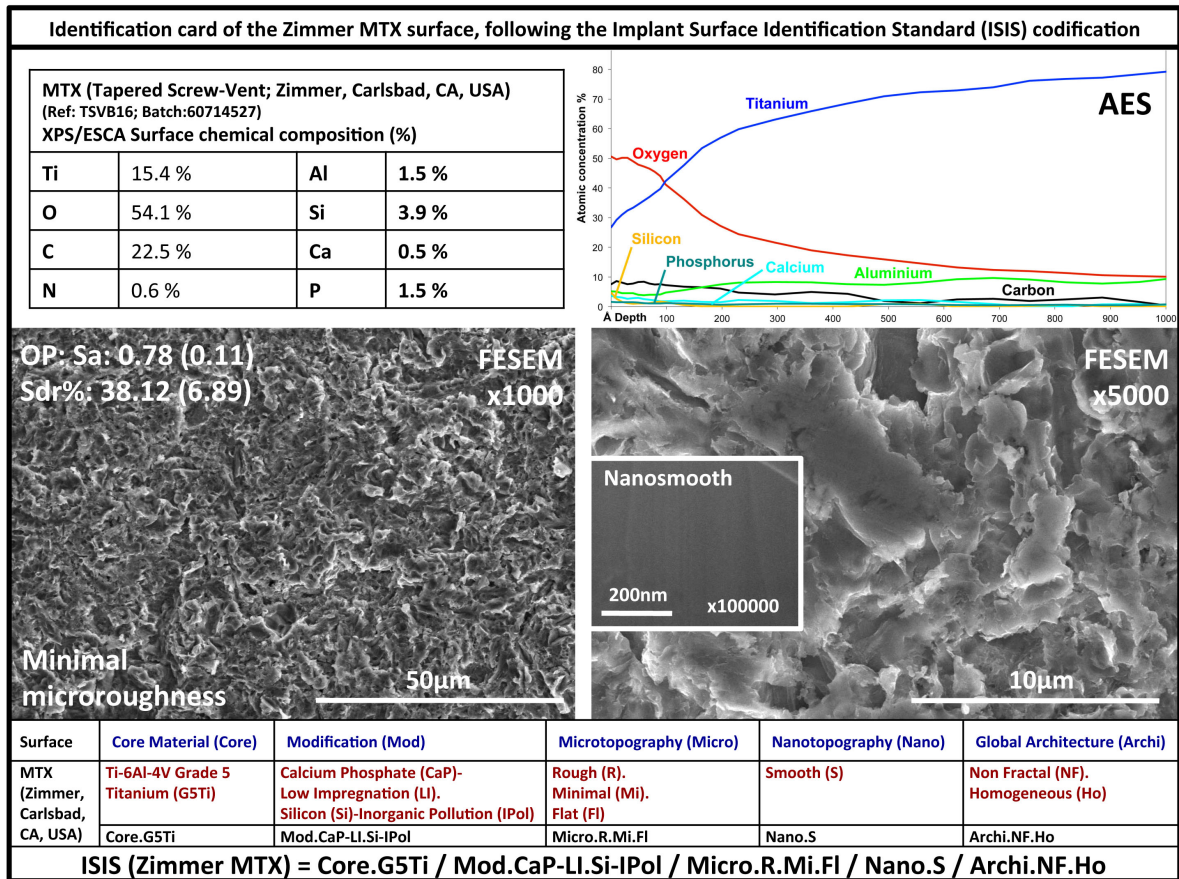 Identification card of the Zimmer MTX surface, following the Implant Surface Identification Standard (ISIS) codification
MTX (Tapered Screw-Vent; Zimmer, Carlsbad, CA, USA)
(Ref: TSVB16; Batch:60714527)
XPS/ESCA Surface chemical composition (%)
Ti 15.4 % Al 1.5 %
O 54.1 % Si 3.9 %
C 22.5 % Ca 0.5 %
N 0.6 % P 1.5 %
AES
Atomic concentration %
80
70
60
50
40
30
20
10
0
Titanium
Oxygen
Silicon
Phosphorus
Calcium
Aluminium
Carbon
Å Depth 100 200 300 400 500 600 700 800 900 1000
OP: Sa: 0.78 (0.11)
Sdr%: 38.12 (6.89)
FESEM
x1000
Minimal
microroughness
50µm
FESEM
x5000
Nanosmooth
200nm x100000
10µm
Surface Core Material (Core) Modification (Mod) Microtopography (Micro) Nanotopography (Nano) Global Architecture (Archi)
MTX
(Zimmer,
Carlsbad,
CA, USA)
Ti-6Al-4V Grade 5
Titanium (G5Ti)
Calcium Phosphate (CaP)-
Low Impregnation (LI).
Silicon (Si)-Inorganic Pollution (IPol)
Rough (R).
Minimal (Mi).
Flat (Fl)
Smooth (S)
Non Fractal (NF).
Homogeneous (Ho)
Core.G5Ti Mod.CaP-LI.Si-IPol Micro.R.Mi.Fl Nano.S Archi.NF.Ho
ISIS (Zimmer MTX) = Core.G5Ti / Mod.CaP-LI.Si-IPol / Micro.R.Mi.Fl / Nano.S / Archi.NF.Ho